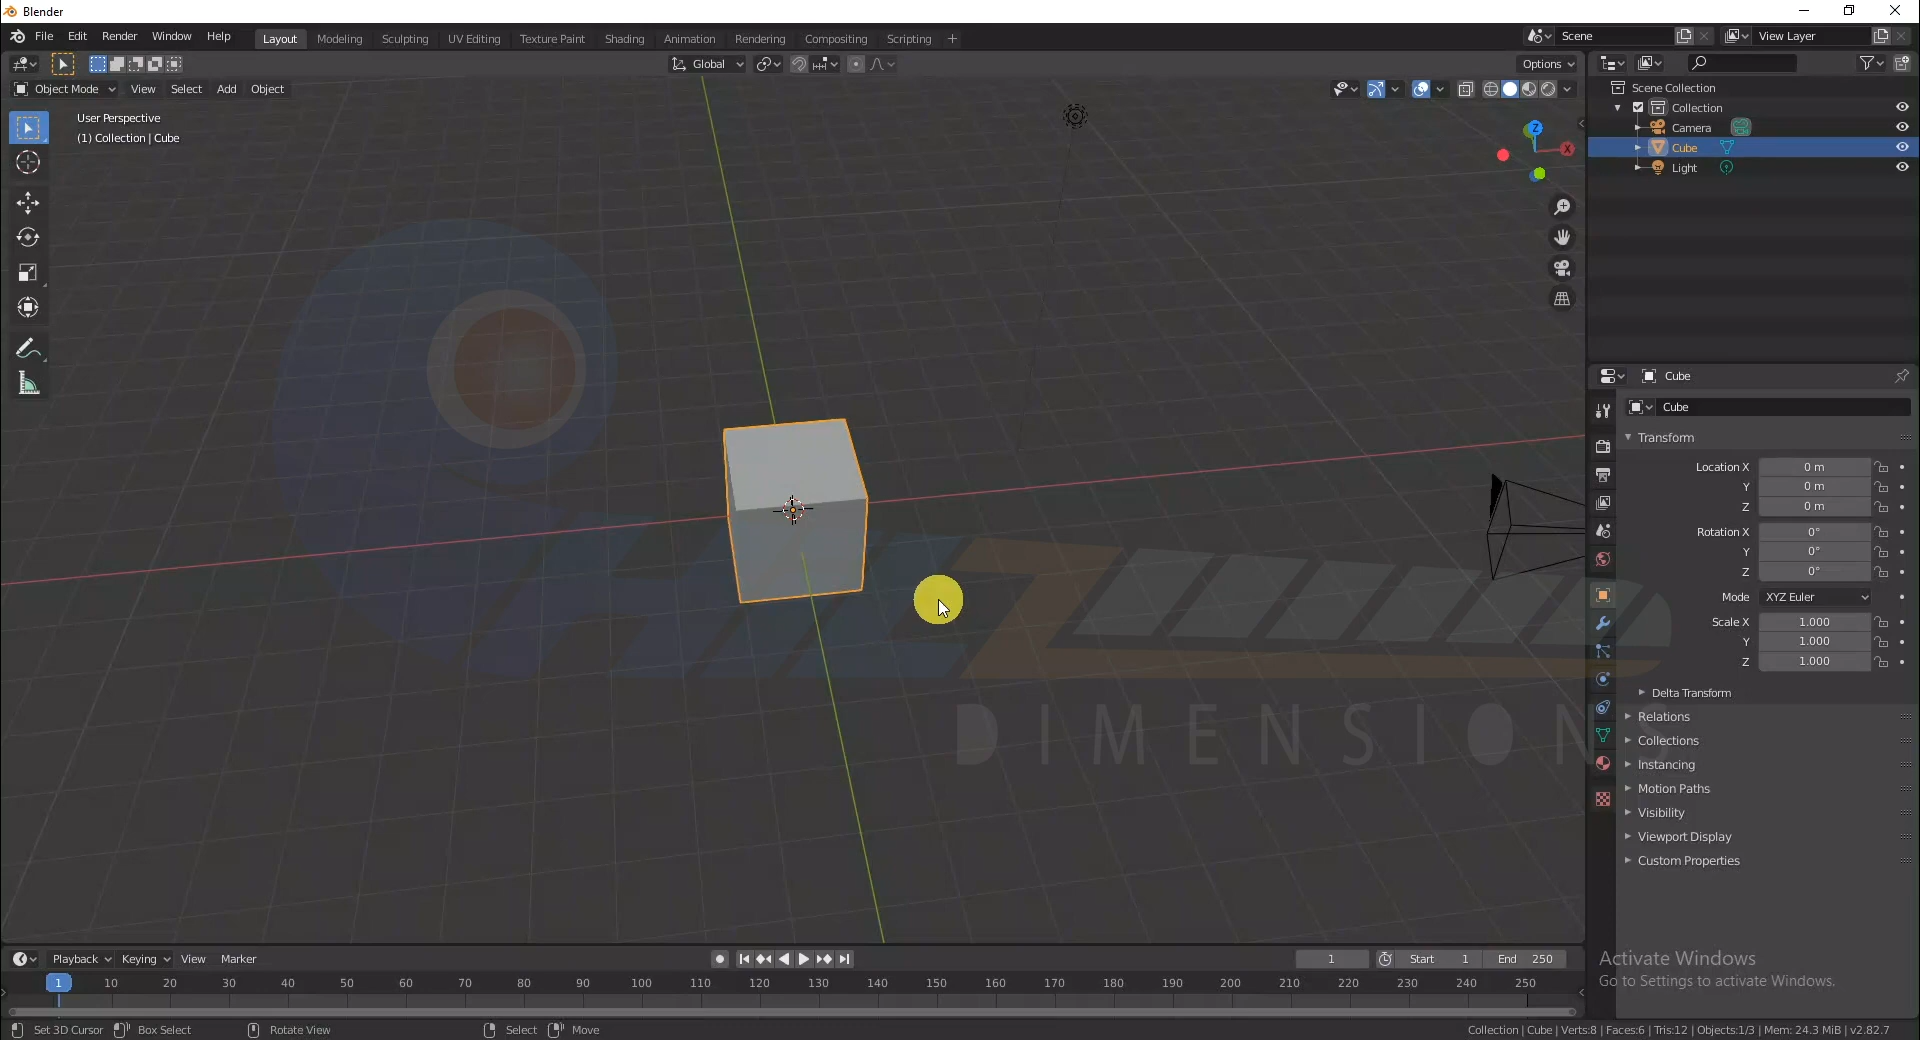 Blender
File Edit Render Window Help Layout Modeling Sculpting UV Editing Texture Paint Shading Animation Rendering Compositing Scripting + Scene View Layer
Global Options
Object Mode View Select Add Object
User Perspective
(1) Collection | Cube
Z
X
Scene Collection
Collection
Camera
Cube
Light
Cube
Cube
Transform
Location X 0 m
Y 0 m
Z 0 m
Rotation X 0°
Y 0°
Z 0°
Mode XYZ Euler
Scale X 1.000
Y 1.000
Z 1.000
Delta Transform
Relations
Collections
Instancing
Motion Paths
Visibility
Viewport Display
Custom Properties
DIMENSIONS
Activate Windows
Go to Settings to activate Windows.
Playback Keying View Marker 1 Start 1 End 250
1 10 20 30 40 50 60 70 80 90 100 110 120 130 140 150 160 170 180 190 200 210 220 230 240 250
Set 3D Cursor Box Select Rotate View Select Move Collection | Cube | Verts:8 | Faces:6 | Tris:12 | Objects:1/3 | Mem: 24.3 MiB | v2.82.7